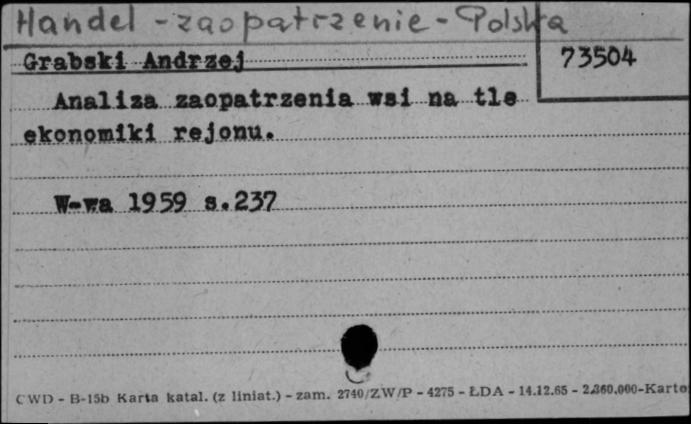 Handel - zaopatrzenie - Polska
Grabski Andrzej
73504
Analiza zaopatrzenia wsi na tle
ekonomiki rejonu.
W-wa 1959 s.237
CWD - B-15b Karta katal. (z liniat.) - zam. 2740/ZW/P - 4275 - ŁDA - 14.12.65 - 2.360.000-Karto